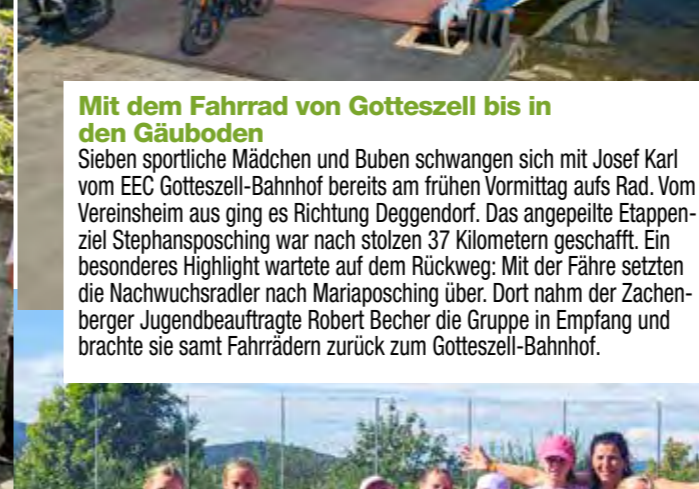 Mit dem Fahrrad von Gotteszell bis in
den Gäuboden
Sieben sportliche Mädchen und Buben schwangen sich mit Josef Karl
vom EEC Gotteszell-Bahnhof bereits am frühen Vormittag aufs Rad. Vom
Vereinsheim aus ging es Richtung Deggendorf. Das angepeilte Etappen-
ziel Stephansposching war nach stolzen 37 Kilometern geschafft. Ein
besonderes Highlight wartete auf dem Rückweg: Mit der Fähre setzten
die Nachwuchsradler nach Mariaposching über. Dort nahm der Zachen-
berger Jugendbeauftragte Robert Becher die Gruppe in Empfang und
brachte sie samt Fahrrädern zurück zum Gotteszell-Bahnhof.